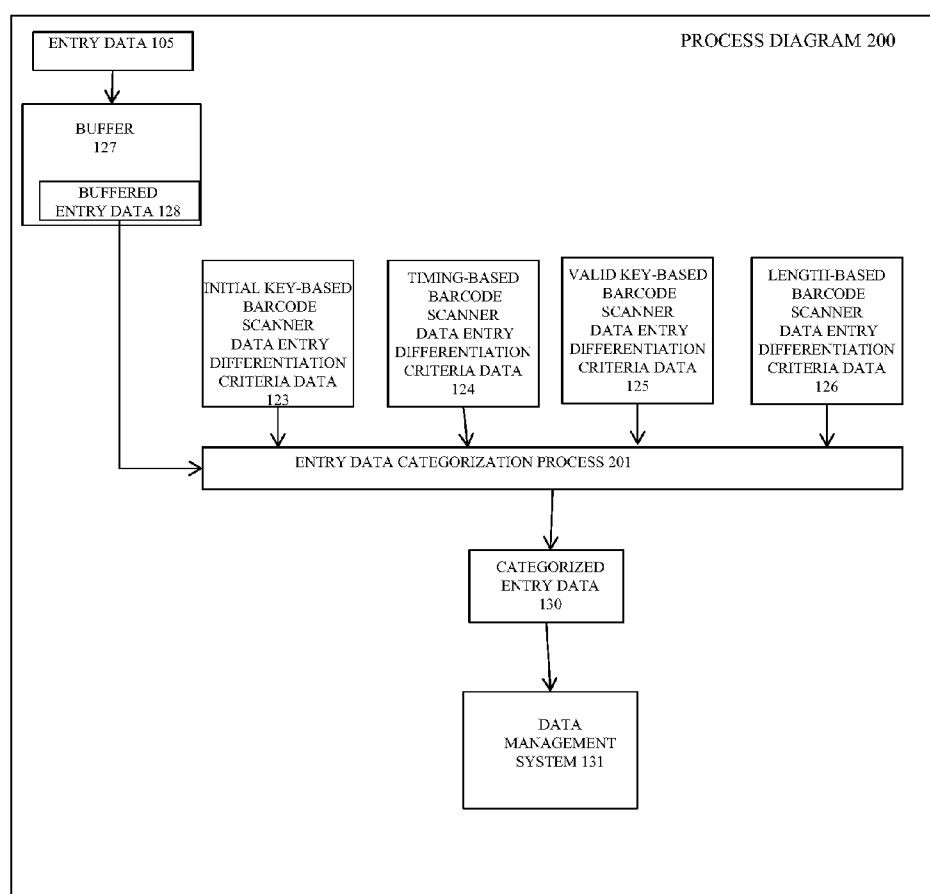 PROCESS DIAGRAM 200
ENTRY DATA 105
BUFFER
127
BUFFERED
ENTRY DATA 128
INITIAL KEY-BASED
BARCODE
SCANNER
DATA ENTRY
DIFFERENTIATION
CRITERIA DATA
123
TIMING-BASED
BARCODE
SCANNER
DATA ENTRY
DIFFERENTIATION
CRITERIA DATA
124
VALID KEY-BASED
BARCODE
SCANNER
DATA ENTRY
DIFFERENTIATION
CRITERIA DATA
125
LENGTH-BASED
BARCODE
SCANNER
DATA ENTRY
DIFFERENTIATION
CRITERIA DATA
126
ENTRY DATA CATEGORIZATION PROCESS 201
CATEGORIZED
ENTRY DATA
130
DATA
MANAGEMENT
SYSTEM 131